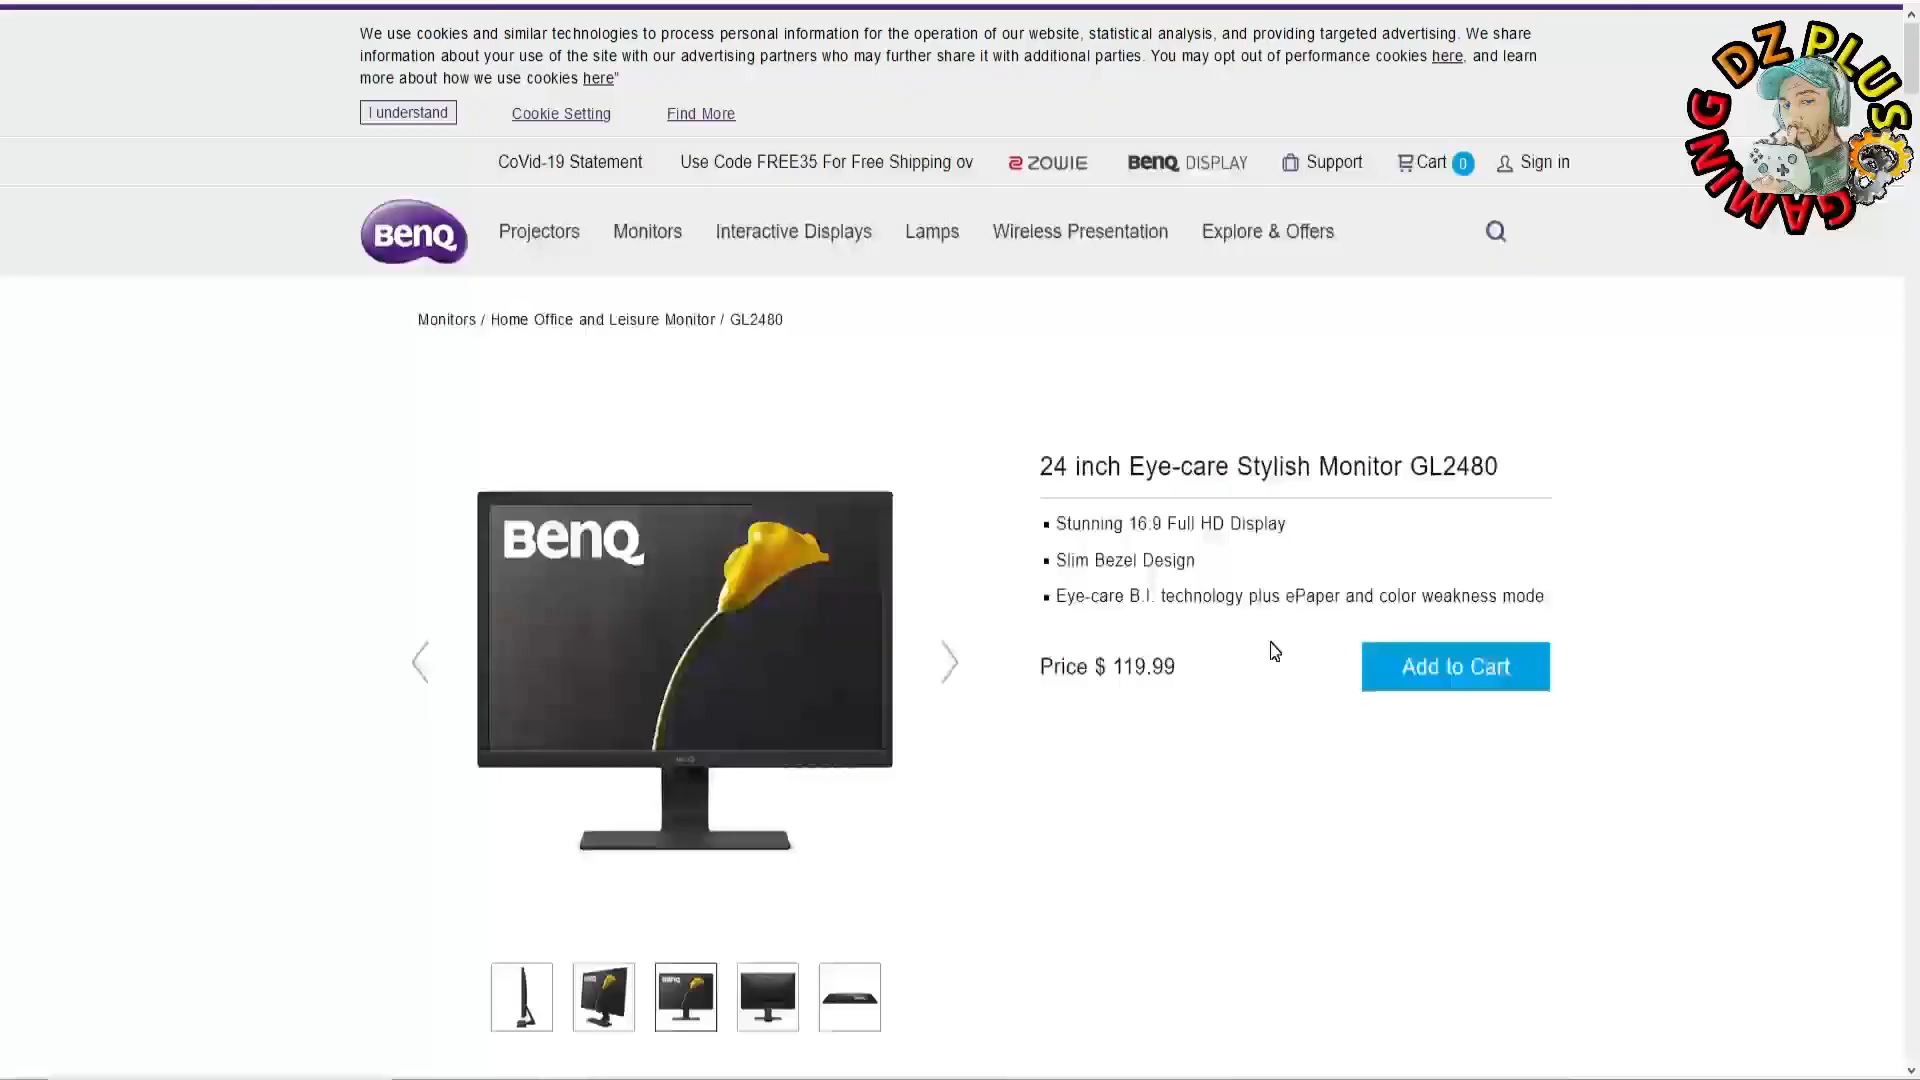 We use cookies and similar technologies to process personal information for the operation of our website, statistical analysis, and providing targeted advertising. We share
information about your use of the site with our advertising partners who may further share it with additional parties. You may opt out of performance cookies here, and learn
more about how we use cookies here"
I understand
Cookie Setting
Find More
CoVid-19 Statement
Use Code FREE35 For Free Shipping ov
ZOWIE
BenQ DISPLAY
Support
Cart 0
Sign in
GAMING DZ PLUS
BenQ
Projectors
Monitors
Interactive Displays
Lamps
Wireless Presentation
Explore & Offers
Monitors / Home Office and Leisure Monitor / GL2480
24 inch Eye-care Stylish Monitor GL2480
Stunning 16:9 Full HD Display
Slim Bezel Design
Eye-care B.I. technology plus ePaper and color weakness mode
Price $ 119.99
Add to Cart
BenQ
BenQ
BenQ
BenQ